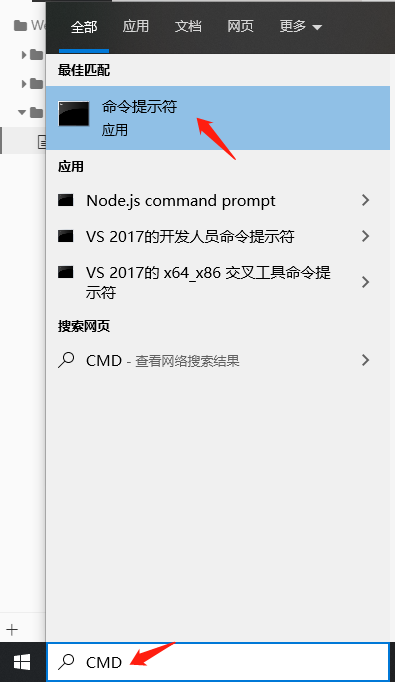 We
全部 应用 文档 网页 更多
最佳匹配
命令提示符
应用
应用
Node.js command prompt
VS 2017的开发人员命令提示符
VS 2017的 x64_x86 交叉工具命令提
示符
搜索网页
CMD - 查看网络搜索结果
CMD